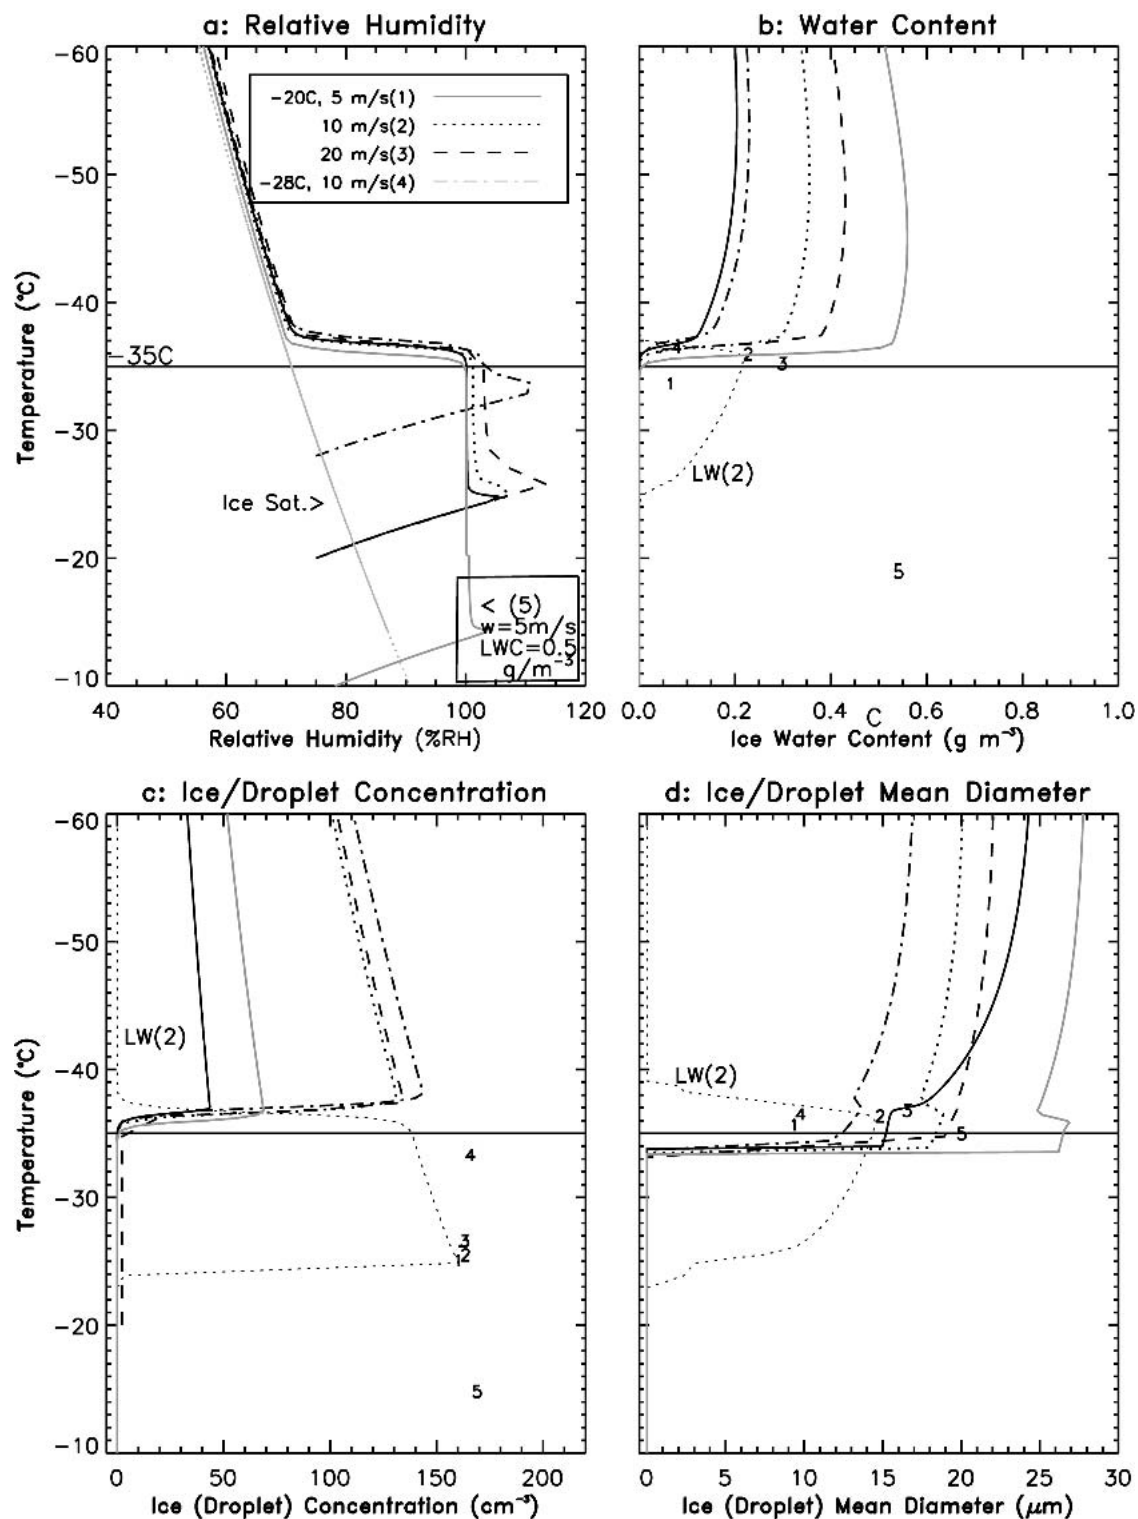 a: Relative Humidity
-60
-50
-40
-30
-20
-10
Temperature (°C)
-20C, 5 m/s(1)
10 m/s(2)
20 m/s(3)
-28C, 10 m/s(4)
-35C
Ice Sat.>
< (5)
w=5m/s
LWC=0.5
g/m⁻³
40 60 80 100 120
Relative Humidity (%RH)
b: Water Content
4
2
3
1
LW(2)
5
0.0 0.2 0.4 0.6 0.8 1.0
C
Ice Water Content (g m⁻³)
c: Ice/Droplet Concentration
-60
-50
-40
-30
-20
-10
Temperature (°C)
LW(2)
4
3
1 2
5
0 50 100 150 200
Ice (Droplet) Concentration (cm⁻³)
d: Ice/Droplet Mean Diameter
LW(2)
4
1
2
3
5
0 5 10 15 20 25 30
Ice (Droplet) Mean Diameter (μm)